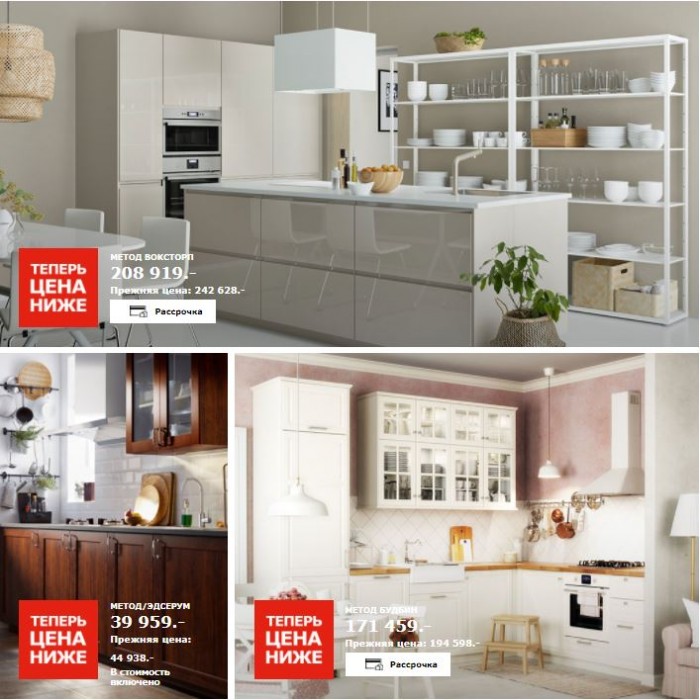 ТЕПЕРЬ
ЦЕНА
НИЖЕ
МЕТОД ВОКСТОРП
208 919.-
Прежняя цена: 242 628.-
Рассрочка
ТЕПЕРЬ
ЦЕНА
НИЖЕ
МЕТОД/ЭДСЕРУМ
39 959.-
Прежняя цена:
44 938.-
В стоимость
включено
ТЕПЕРЬ
ЦЕНА
НИЖЕ
МЕТОД БУДБИН
171 459.-
Прежняя цена: 194 598.-
Рассрочка